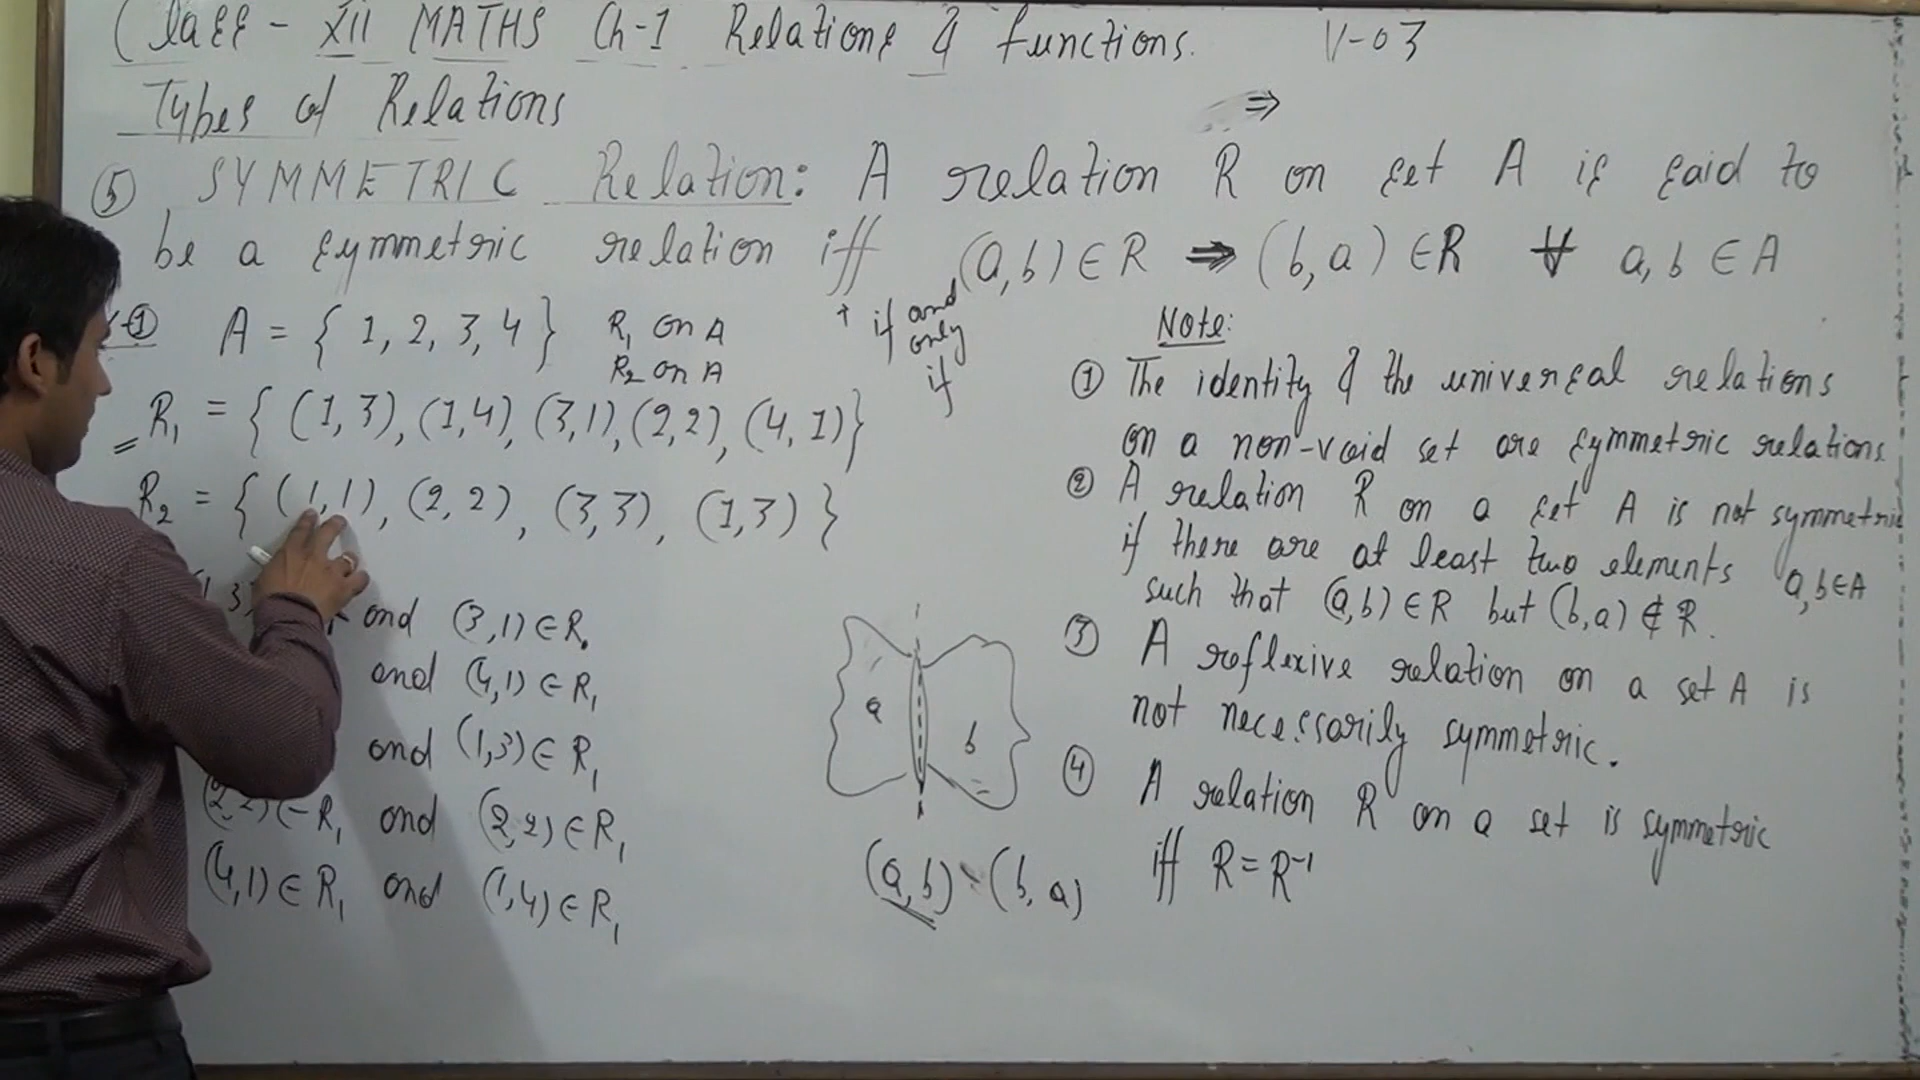 Class - XII MATHS Ch-1 Relations & functions. V-03
Types of Relations
⇒
⑤ SYMMETRIC Relation: A relation R on set A is said to
be a symmetric relation iff (a,b) ∈ R ⇒ (b,a) ∈ R ∀ a,b ∈ A
* if and only if
① A = { 1, 2, 3, 4 } R₁ on A
R₂ on A
R₁ = { (1,3), (1,4), (3,1), (2,2), (4,1)}
R₂ = { (1,1), (2,2), (3,3), (1,3) }
and (3,1) ∈ R₁
and (4,1) ∈ R₁
and (1,3) ∈ R₁
(2,2) ∈ R₁ and (2,2) ∈ R₁
(4,1) ∈ R₁ and (1,4) ∈ R₁
a b
(a,b) (b,a)
Note:
① The identity & the universal relations
on a non-void set are symmetric relations
② A relation R on a set A is not symmetric
if there are at least two elements a,b∈A
such that (a,b) ∈ R but (b,a) ∉ R.
③ A reflexive relation on a set A is
not necessarily symmetric.
④ A relation R on a set is symmetric
iff R = R⁻¹